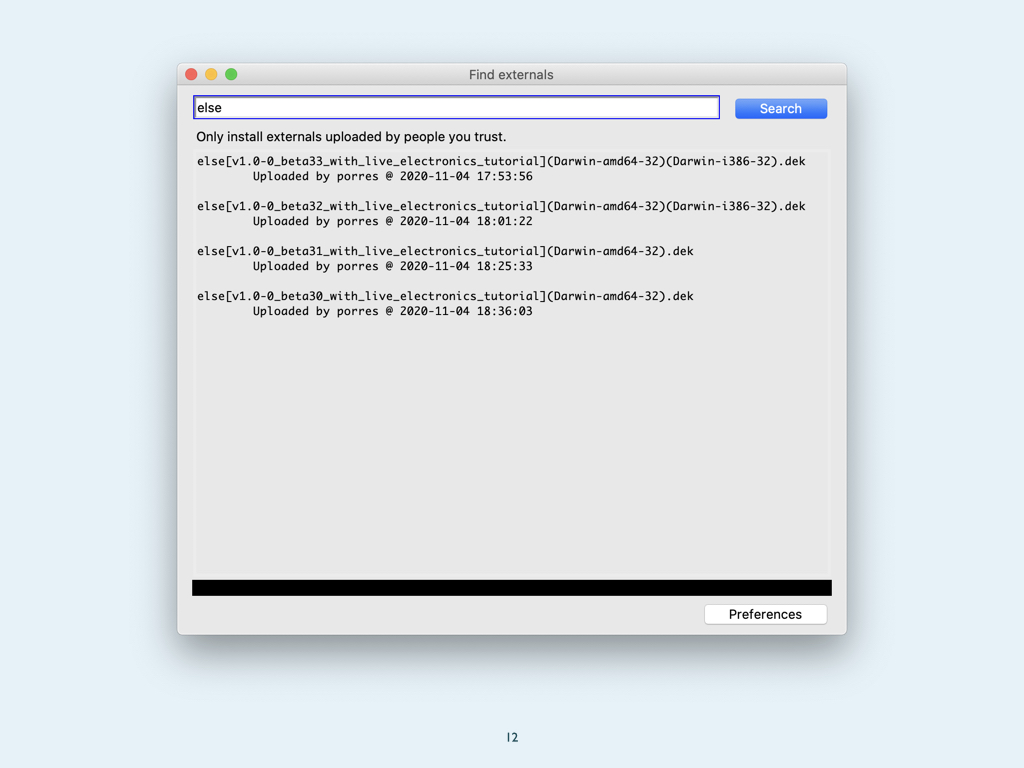 Find externals
else
Search
Only install externals uploaded by people you trust.
else[v1.0-0_beta33_with_live_electronics_tutorial](Darwin-amd64-32)(Darwin-i386-32).dek
Uploaded by porres @ 2020-11-04 17:53:56
else[v1.0-0_beta32_with_live_electronics_tutorial](Darwin-amd64-32)(Darwin-i386-32).dek
Uploaded by porres @ 2020-11-04 18:01:22
else[v1.0-0_beta31_with_live_electronics_tutorial](Darwin-amd64-32).dek
Uploaded by porres @ 2020-11-04 18:25:33
else[v1.0-0_beta30_with_live_electronics_tutorial](Darwin-amd64-32).dek
Uploaded by porres @ 2020-11-04 18:36:03
Preferences
12